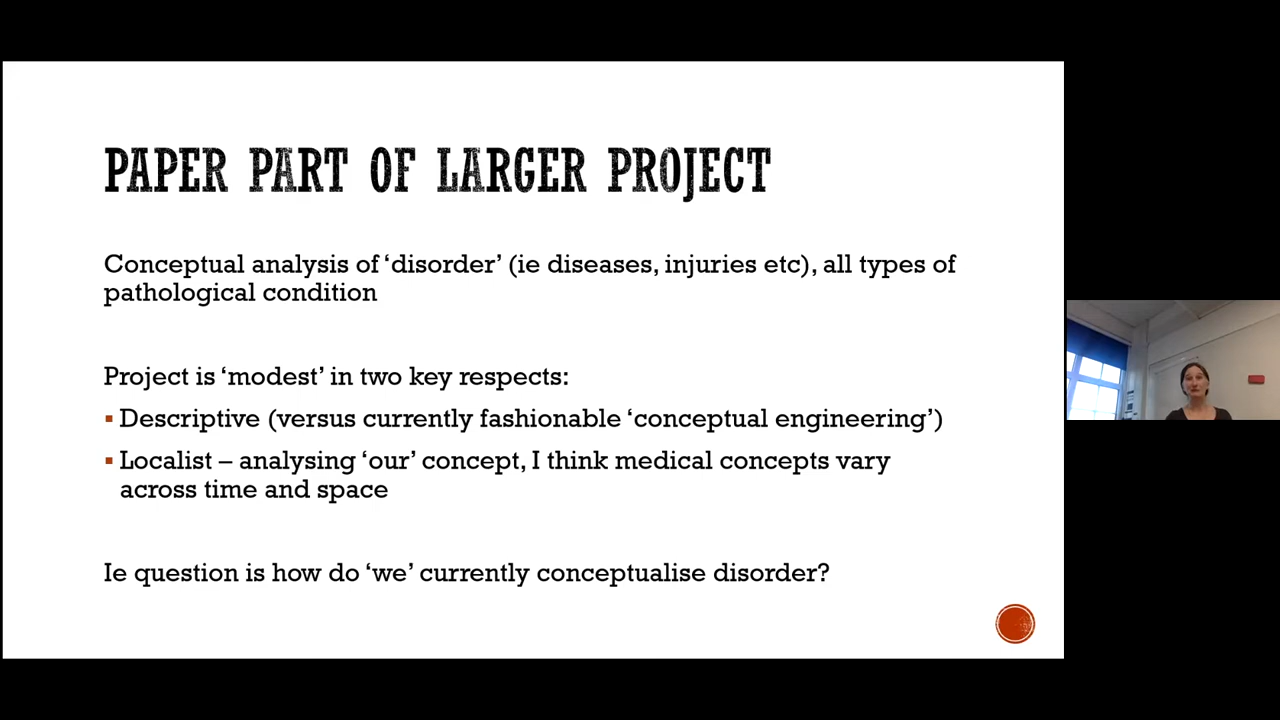 PAPER PART OF LARGER PROJECT
Conceptual analysis of ‘disorder’ (ie diseases, injuries etc), all types of
pathological condition
Project is ‘modest’ in two key respects:
▪ Descriptive (versus currently fashionable ‘conceptual engineering’)
▪ Localist – analysing ‘our’ concept, I think medical concepts vary
across time and space
Ie question is how do ‘we’ currently conceptualise disorder?